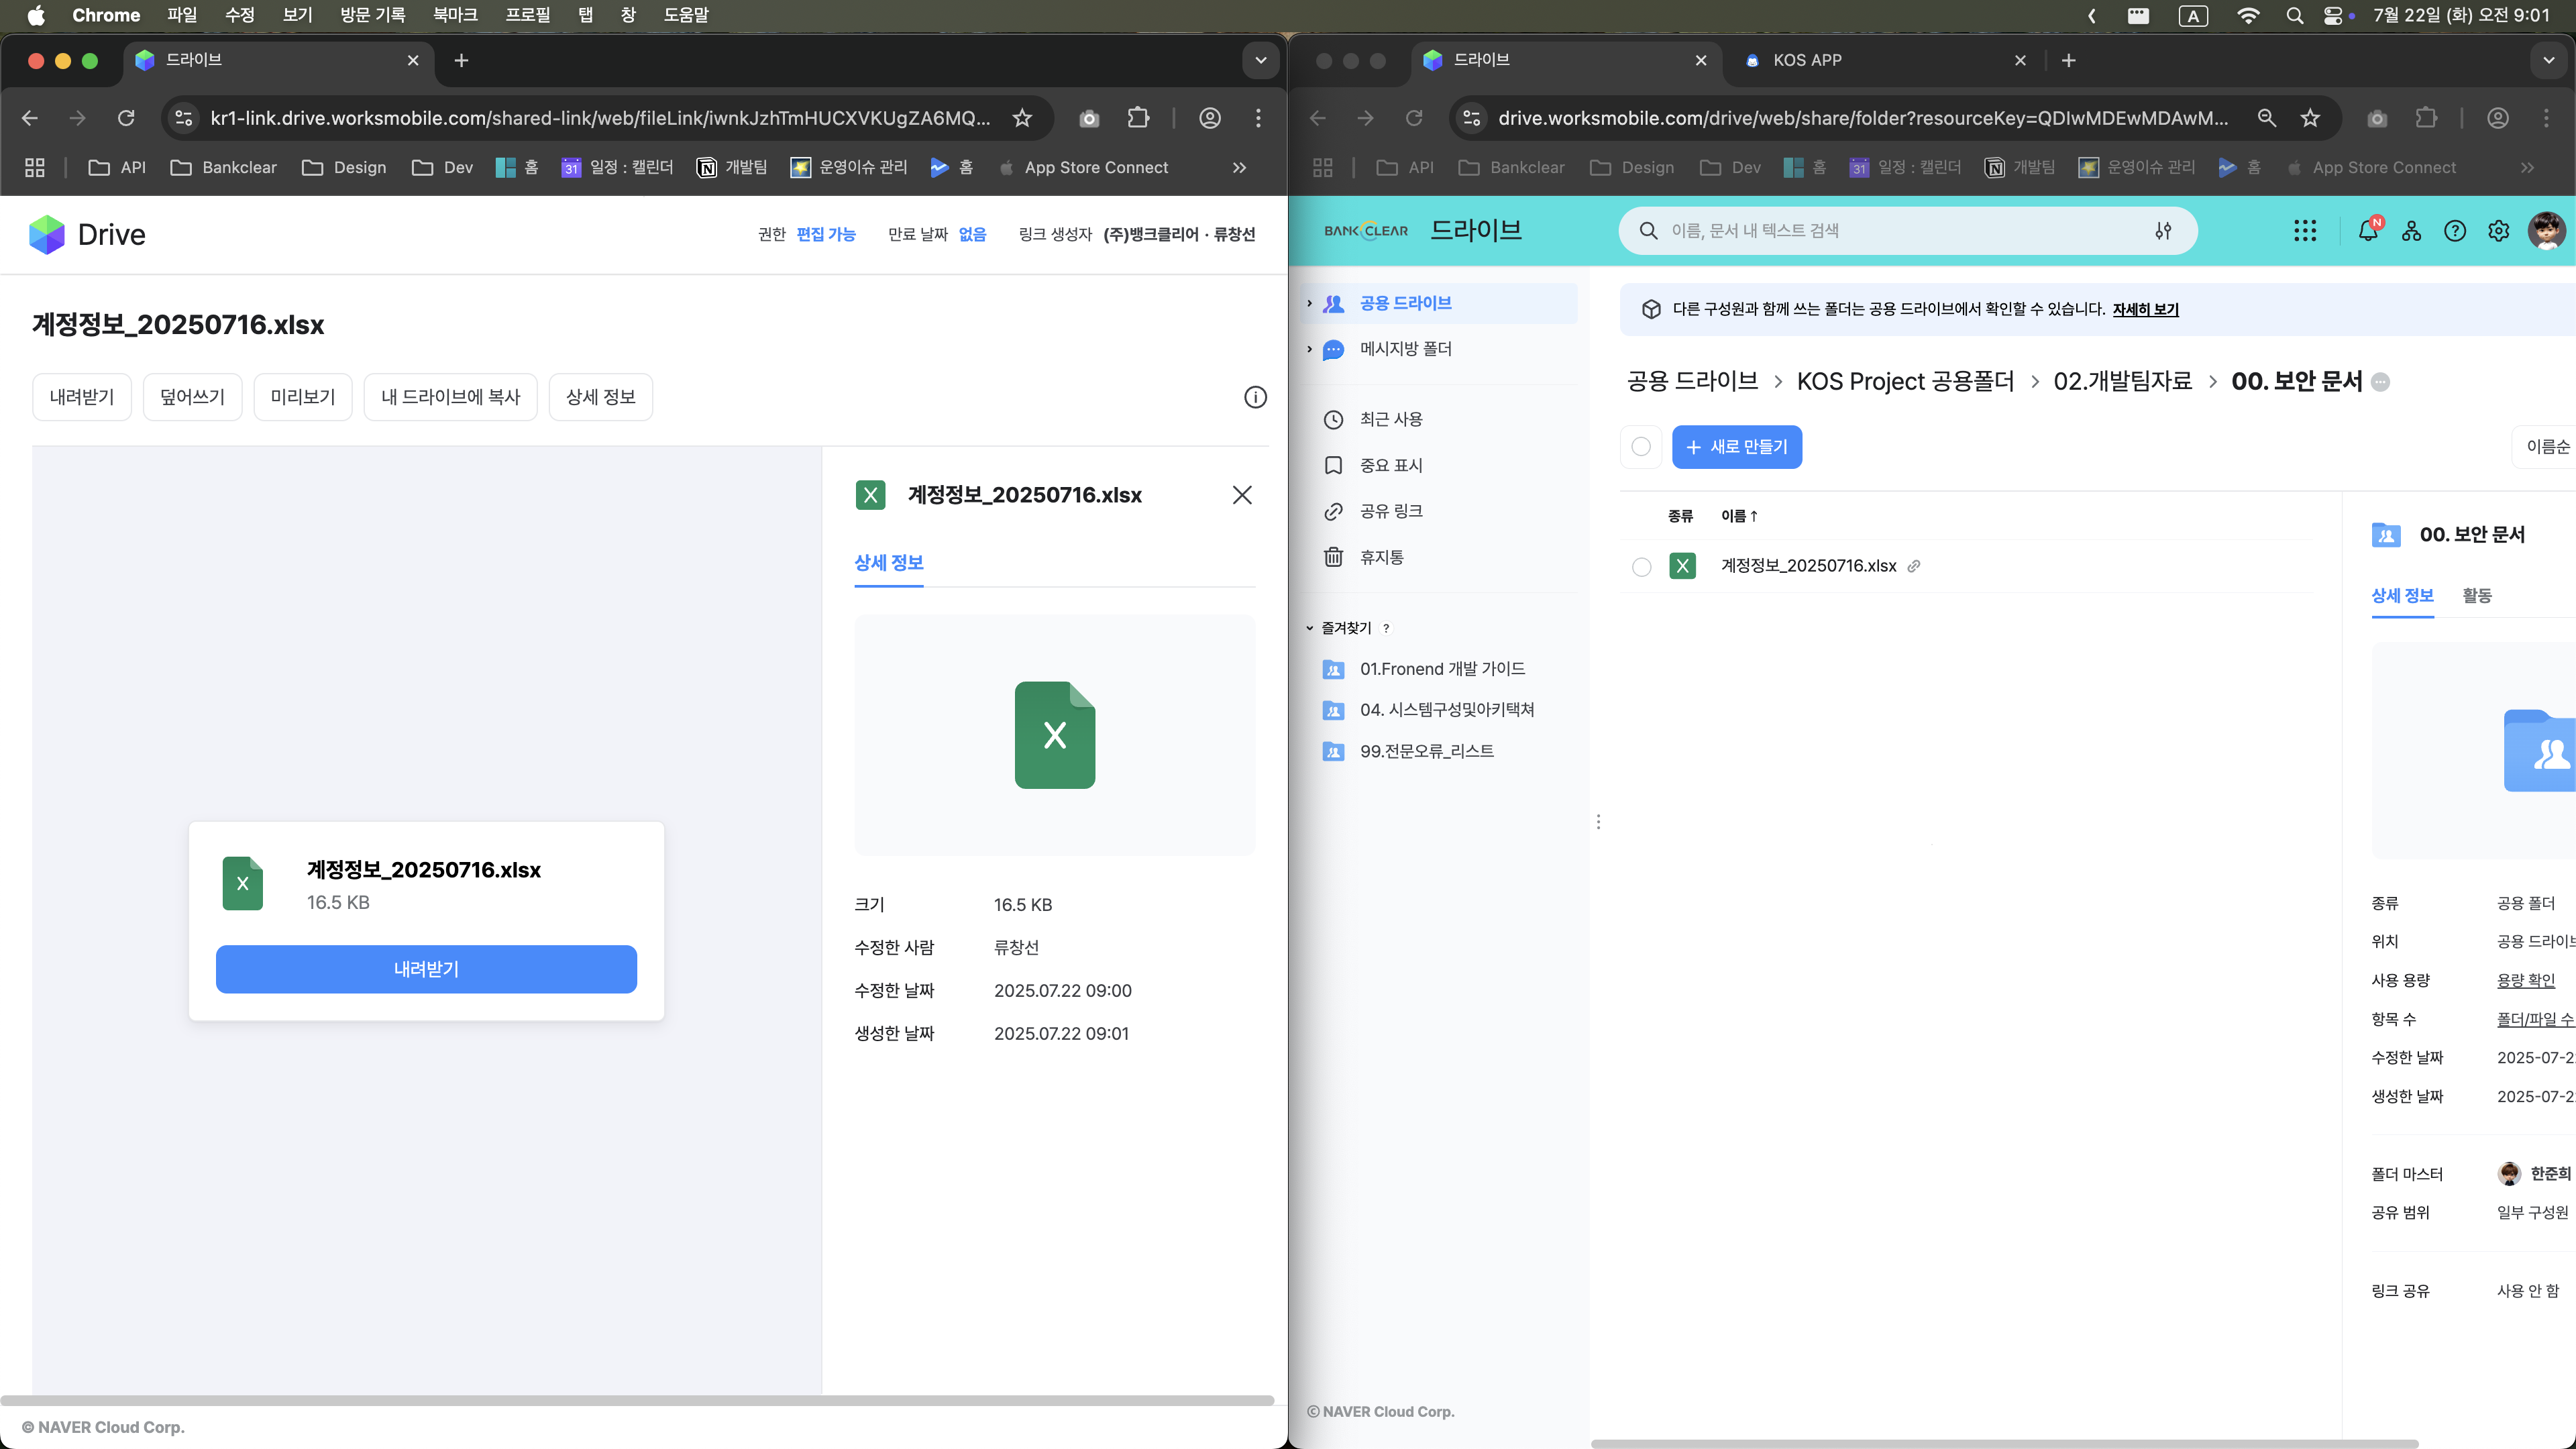 Chrome 파일 수정 보기 방문 기록 북마크 프로필 탭 창 도움말
A 7월 22일 (화) 오전 9:01
드라이브
kr1-link.drive.worksmobile.com/shared-link/web/fileLink/iwnkJzhTmHUCXVKUgZA6MQ...
API Bankclear Design Dev 홈 31 일정 : 캘린더 개발팀 운영이슈 관리 홈 App Store Connect
Drive
권한 편집 가능 만료 날짜 없음 링크 생성자 (주)뱅크클리어 · 류창선
계정정보_20250716.xlsx
내려받기 덮어쓰기 미리보기 내 드라이브에 복사 상세 정보
계정정보_20250716.xlsx
16.5 KB
내려받기
X 계정정보_20250716.xlsx
상세 정보
X
크기 16.5 KB
수정한 사람 류창선
수정한 날짜 2025.07.22 09:00
생성한 날짜 2025.07.22 09:01
© NAVER Cloud Corp.
드라이브 KOS APP
drive.worksmobile.com/drive/web/share/folder?resourceKey=QDIwMDEwMDAwM...
API Bankclear Design Dev 홈 31 일정 : 캘린더 개발팀 운영이슈 관리 홈 App Store Connect
BANKCLEAR 드라이브 이름, 문서 내 텍스트 검색 N
공용 드라이브
메시지방 폴더
최근 사용
중요 표시
공유 링크
휴지통
즐겨찾기 ?
01.Fronend 개발 가이드
04. 시스템구성및아키택쳐
99.전문오류_리스트
© NAVER Cloud Corp.
다른 구성원과 함께 쓰는 폴더는 공용 드라이브에서 확인할 수 있습니다. 자세히 보기
공용 드라이브 > KOS Project 공용폴더 > 02.개발팀자료 > 00. 보안 문서
+ 새로 만들기 이름순
종류 이름 ↑
X 계정정보_20250716.xlsx
00. 보안 문서
상세 정보 활동
종류 공용 폴더
위치 공용 드라이브
사용 용량 용량 확인
항목 수 폴더/파일 수
수정한 날짜 2025-07-2
생성한 날짜 2025-07-2
폴더 마스터 한준희
공유 범위 일부 구성원
링크 공유 사용 안 함